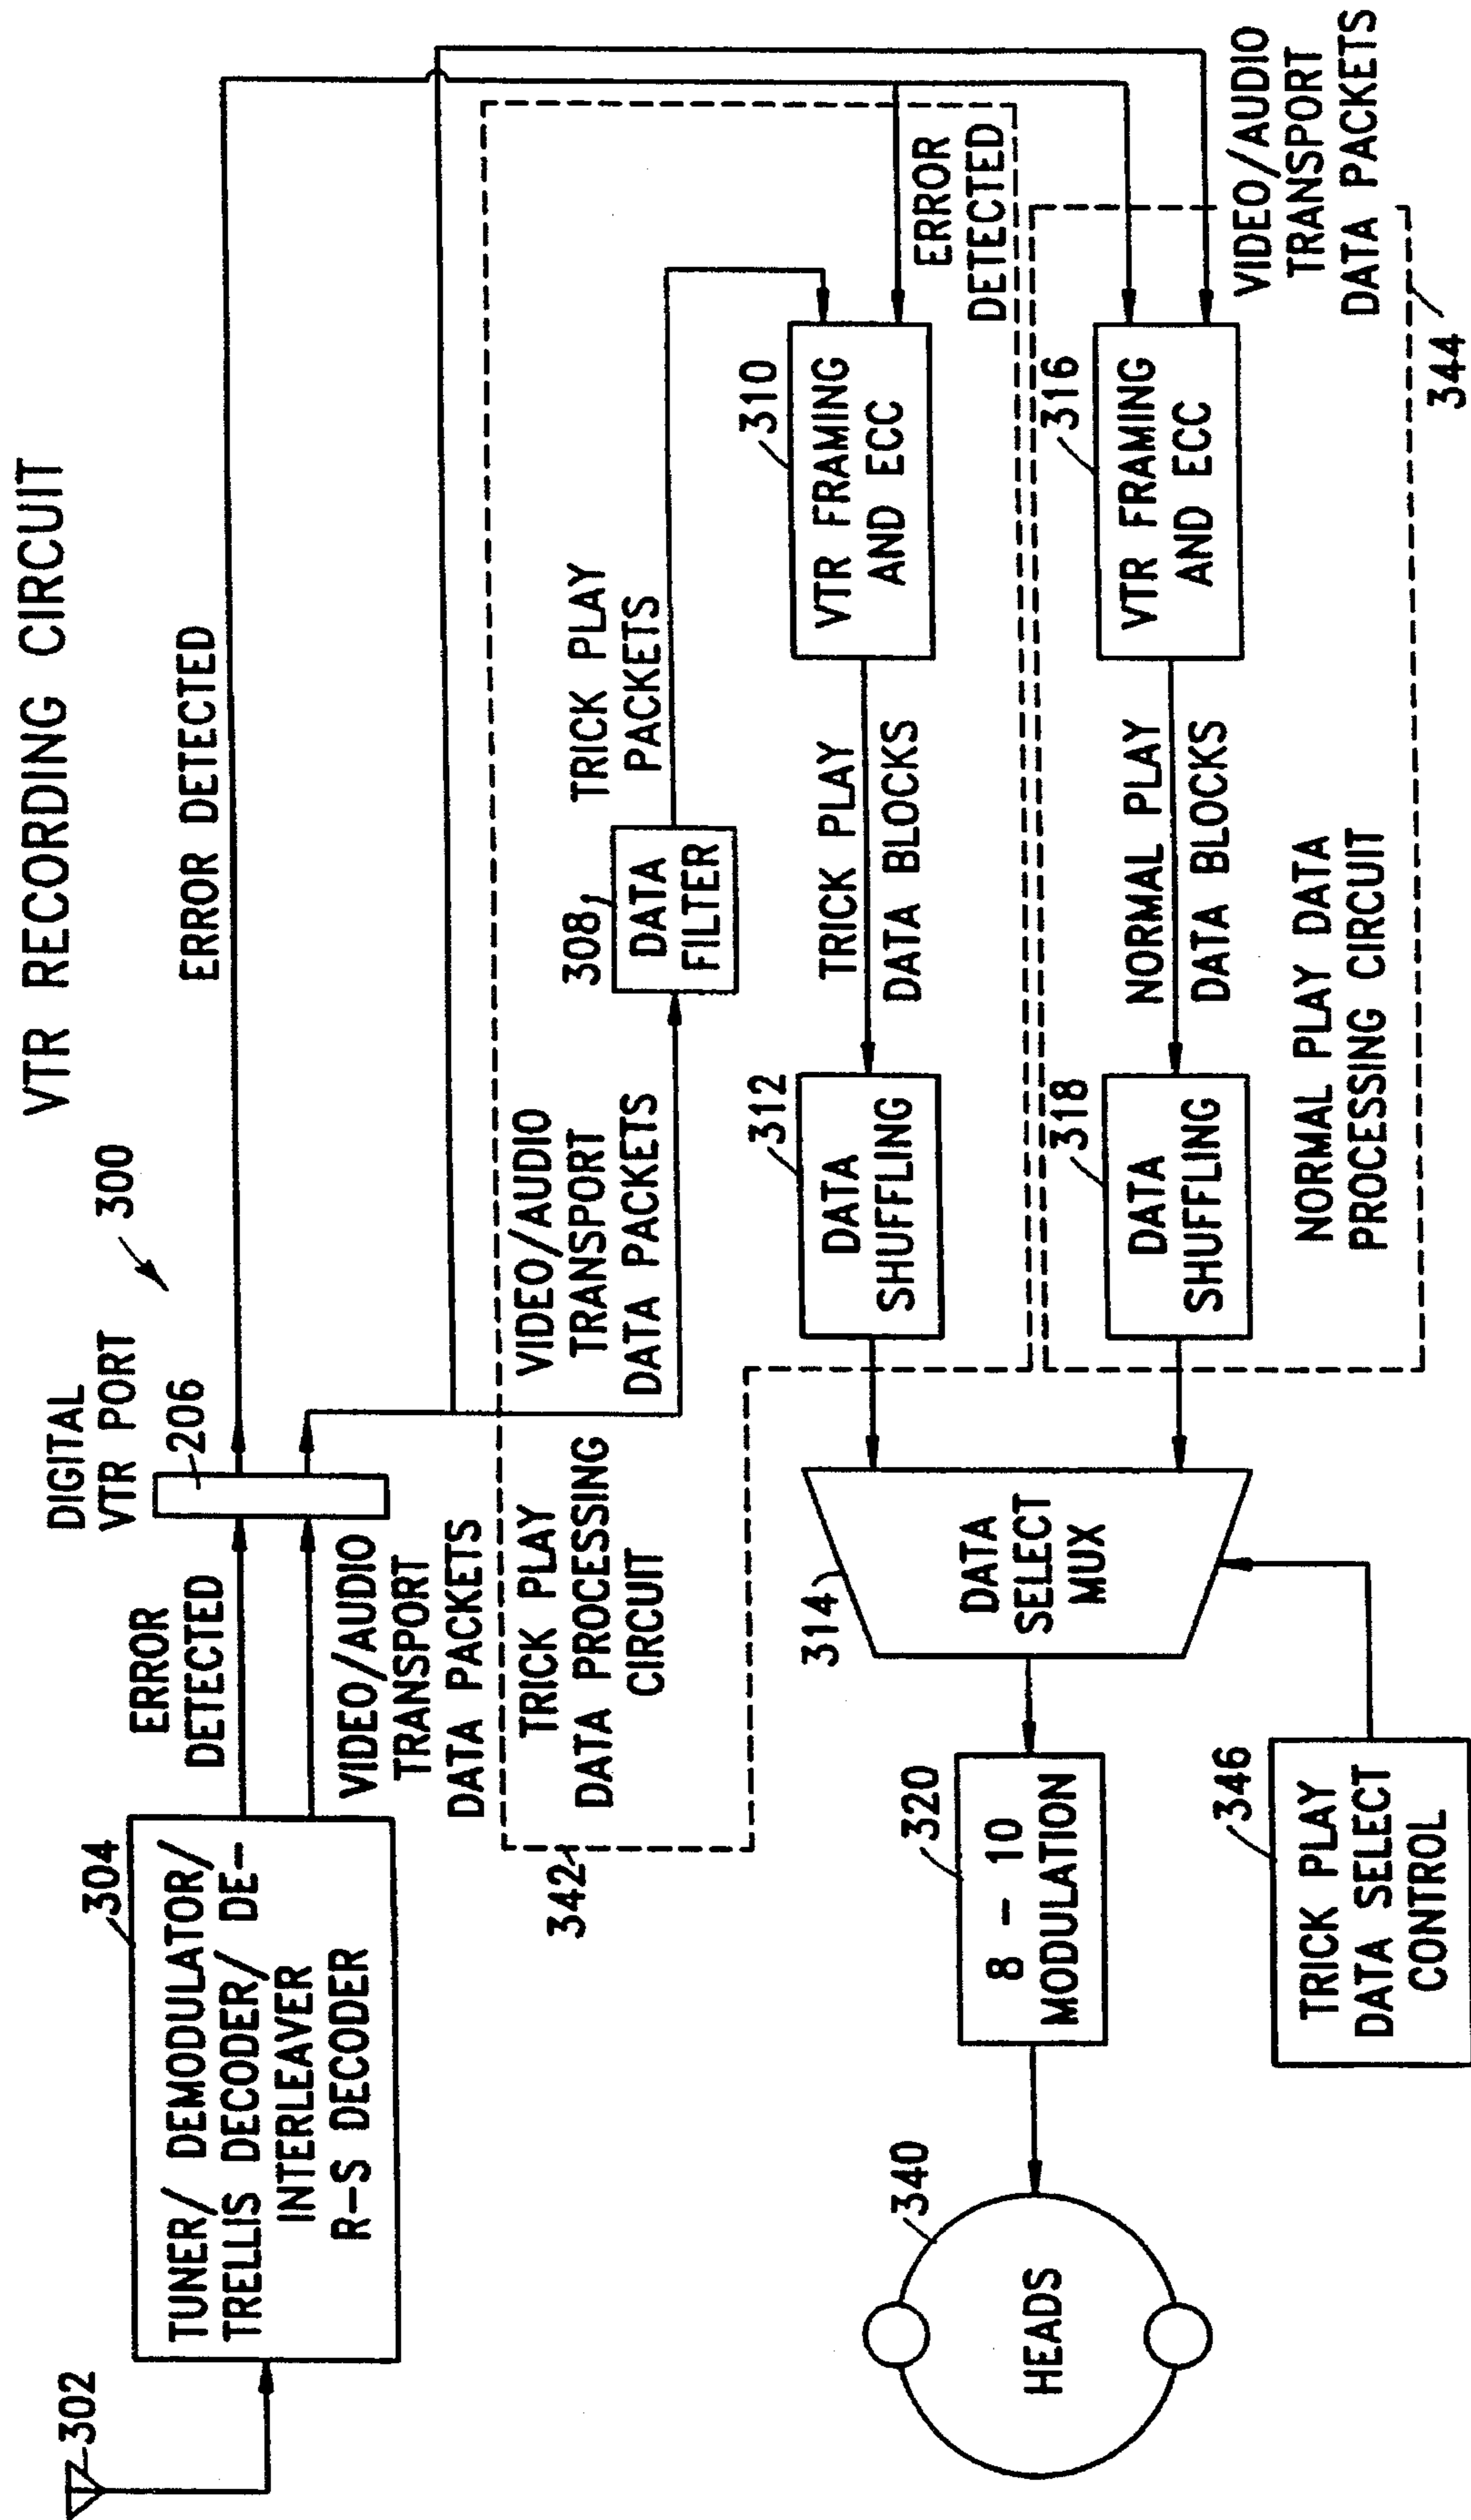 VTR RECORDING CIRCUIT
300
302
304
TUNER/ DEMODULATOR/
TRELLIS DECODER/ DE-
INTERLEAVER
R-S DECODER
ERROR
DETECTED
VIDEO/AUDIO
TRANSPORT
DATA PACKETS
DIGITAL
VTR PORT
206
ERROR DETECTED
342
TRICK PLAY
DATA PROCESSING
CIRCUIT
VIDEO/AUDIO
TRANSPORT
DATA PACKETS
308
DATA
FILTER
TRICK PLAY
PACKETS
340
HEADS
320
8 - 10
MODULATION
314
DATA
SELECT
MUX
312
DATA
SHUFFLING
TRICK PLAY
DATA BLOCKS
310
VTR FRAMING
AND ECC
ERROR
DETECTED
318
DATA
SHUFFLING
NORMAL PLAY
DATA BLOCKS
316
VTR FRAMING
AND ECC
VIDEO/AUDIO
TRANSPORT
DATA PACKETS
346
TRICK PLAY
DATA SELECT
CONTROL
NORMAL PLAY DATA
PROCESSING CIRCUIT
344